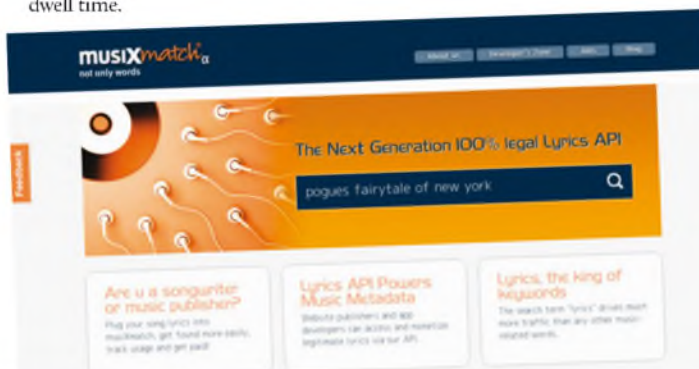 dwell time.
musiXmatch α
not only words
About us Developer's Zone Blog
Feedback
The Next Generation 100% legal Lyrics API
pogues fairytale of new york
Are u a songwriter
or music publisher?
Plug your song lyrics into
musiXmatch, get found more easily,
track usage and get paid!
Lyrics API Powers
Music Metadata
Website publishers and app
developers can access and monetize
legitimate lyrics via our API.
Lyrics, the king of
keywords
The search term "lyrics" drives much
more traffic than any other music-
related words.